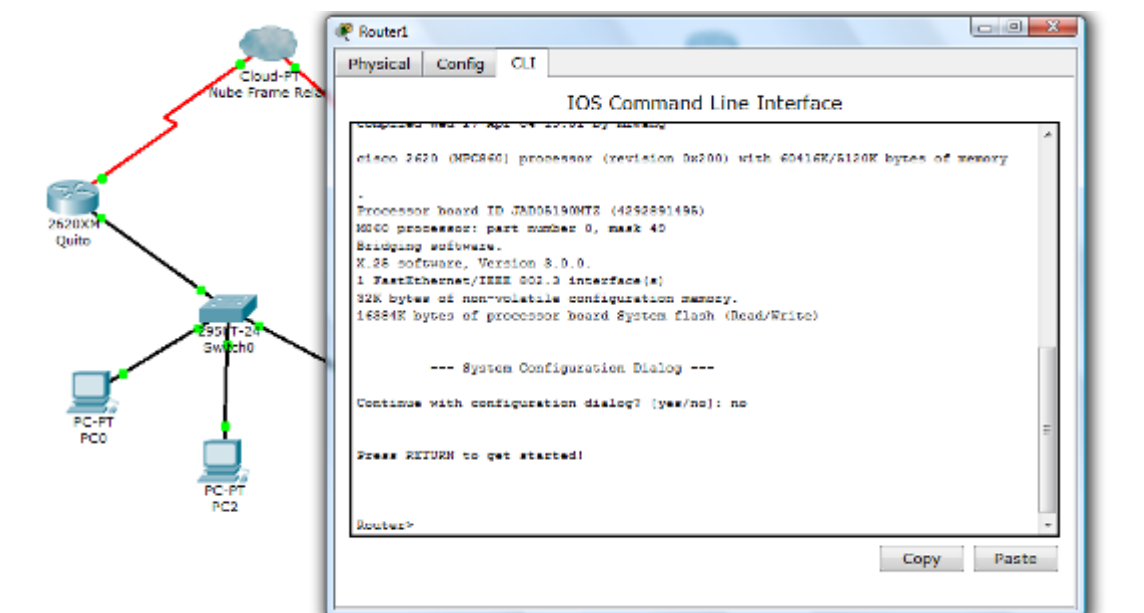 Cloud-PT
Nube Frame Rela
2620XM
Quito
Switch0
PC-PT
PC0
PC-PT
PC2
Router1
Physical
Config
CLI
IOS Command Line Interface
cisco 2620 (MPC860) processor (revision 0x200) with 60416K/5120K bytes of memory
.
Processor board ID JAD05190MTZ (4292891495)
M860 processor: part number 0, mask 49
Bridging software.
X.25 software, Version 3.0.0.
1 FastEthernet/IEEE 802.3 interface(s)
32K bytes of non-volatile configuration memory.
16384K bytes of processor board System flash (Read/Write)
--- System Configuration Dialog ---
Continue with configuration dialog? [yes/no]: no
Press RETURN to get started!
Router>
Copy
Paste